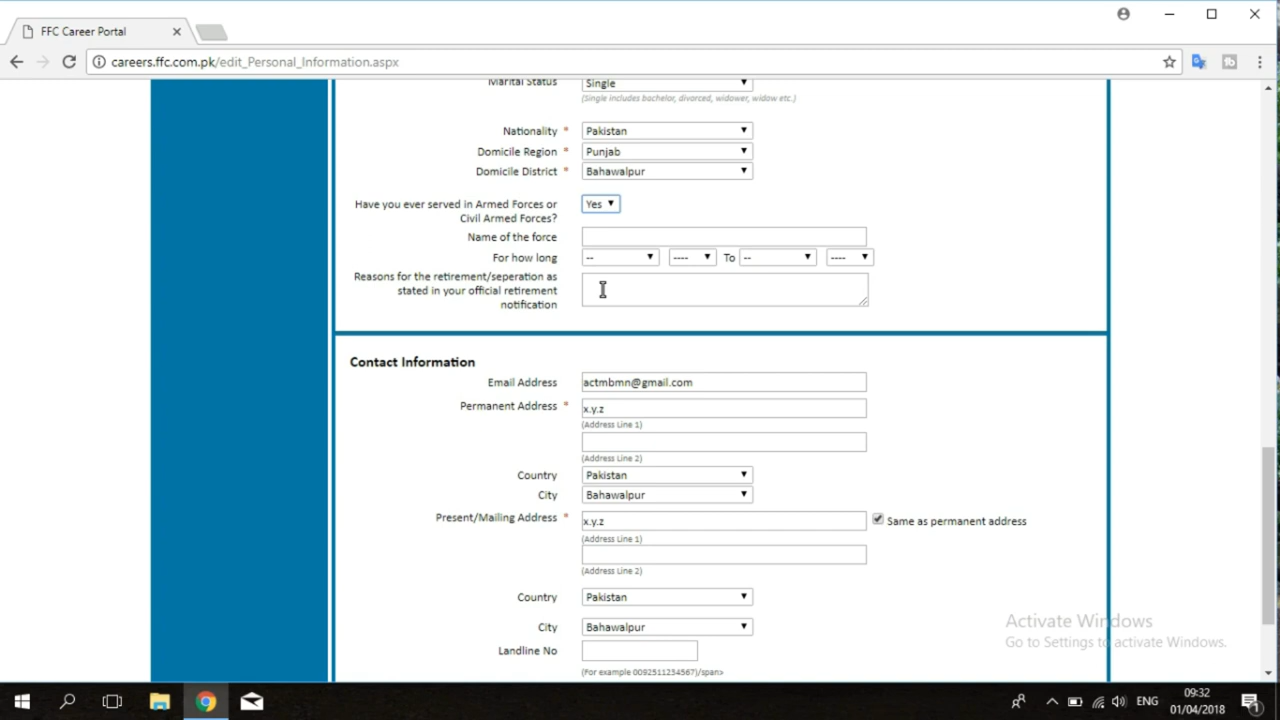 FFC Career Portal
careers.ffc.com.pk/edit_Personal_Information.aspx
Marital Status Single
(Single includes bachelor, divorced, widower, widow etc.)
Nationality * Pakistan
Domicile Region * Punjab
Domicile District * Bahawalpur
Have you ever served in Armed Forces or Civil Armed Forces? Yes
Name of the force
For how long -- ---- To -- ----
Reasons for the retirement/seperation as
stated in your official retirement
notification
Contact Information
Email Address actmbmn@gmail.com
Permanent Address * x.y.z
(Address Line 1)
(Address Line 2)
Country Pakistan
City Bahawalpur
Present/Mailing Address * x.y.z Same as permanent address
(Address Line 1)
(Address Line 2)
Country Pakistan
City Bahawalpur
Landline No
(For example 0092511234567)/span>
Activate Windows
Go to Settings to activate Windows.
ENG
09:32
01/04/2018
1